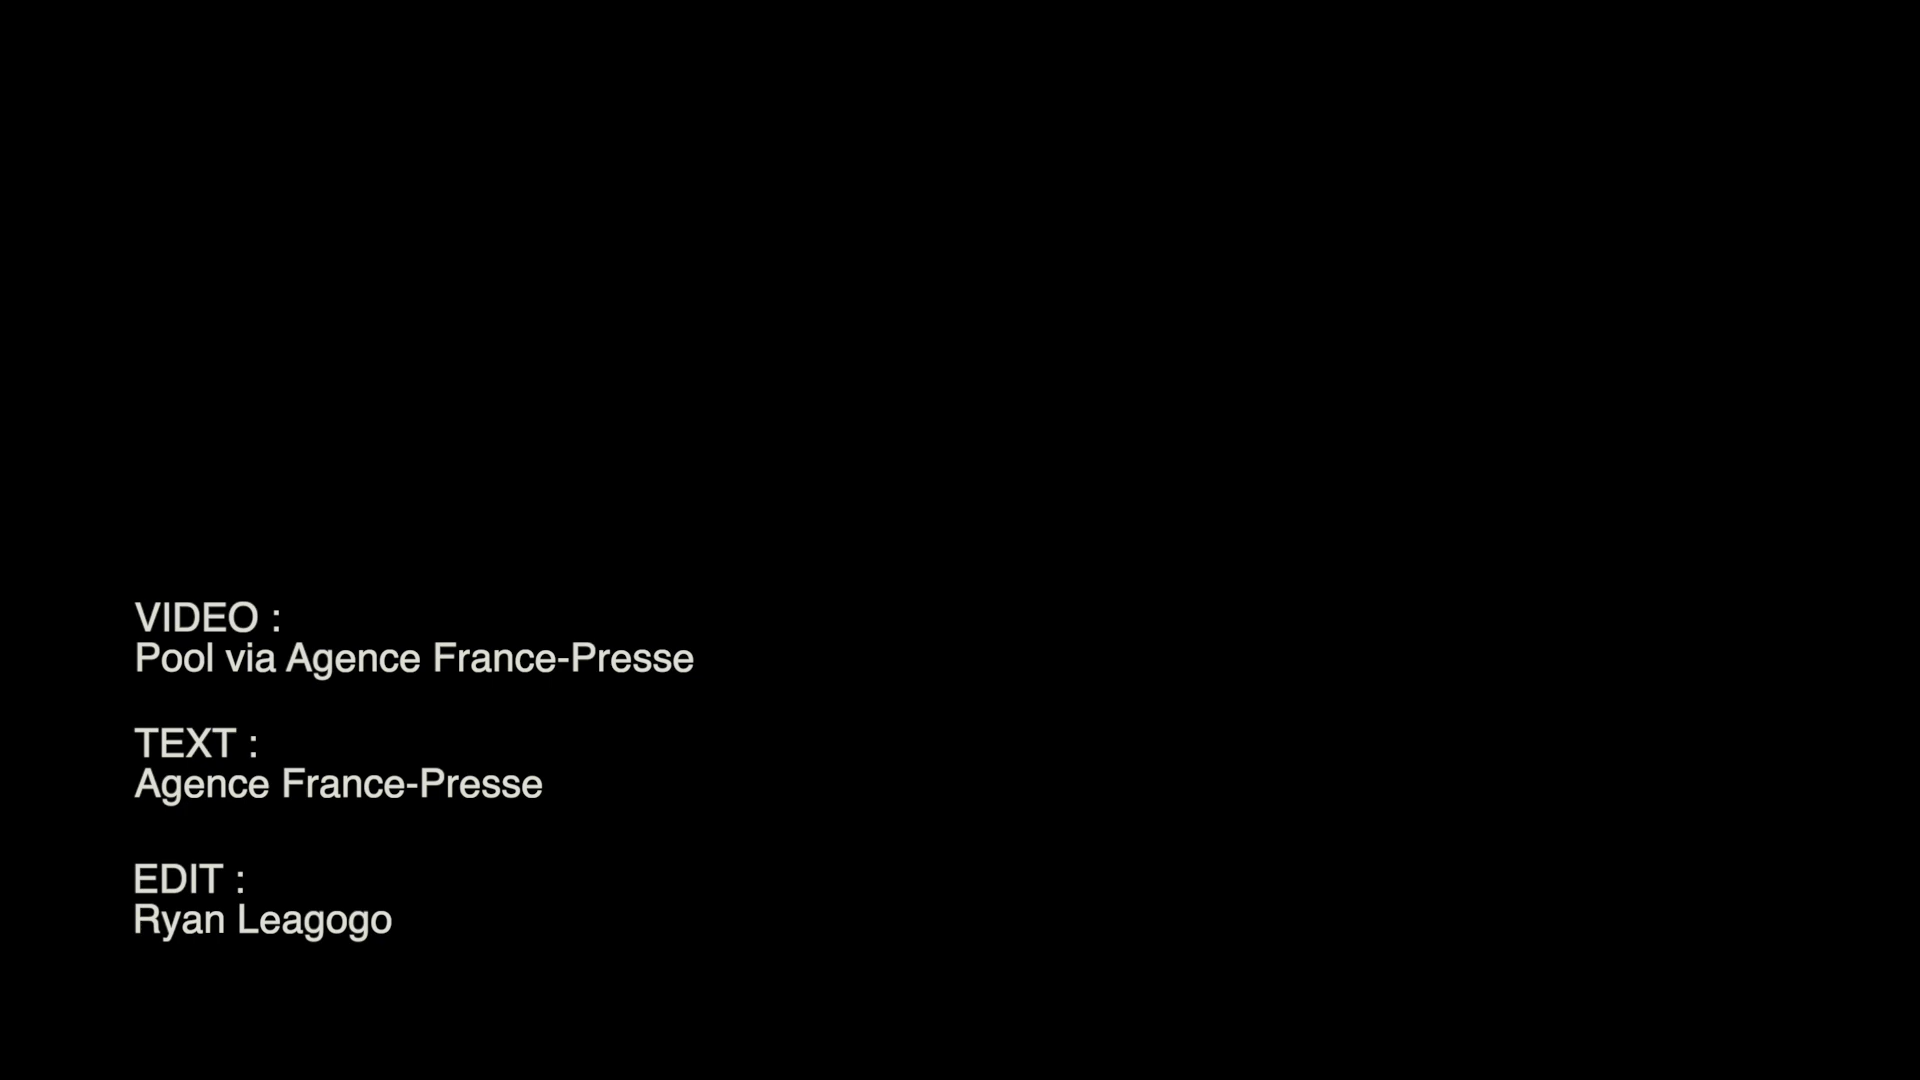 VIDEO :
Pool via Agence France-Presse
TEXT :
Agence France-Presse
EDIT :
Ryan Leagogo